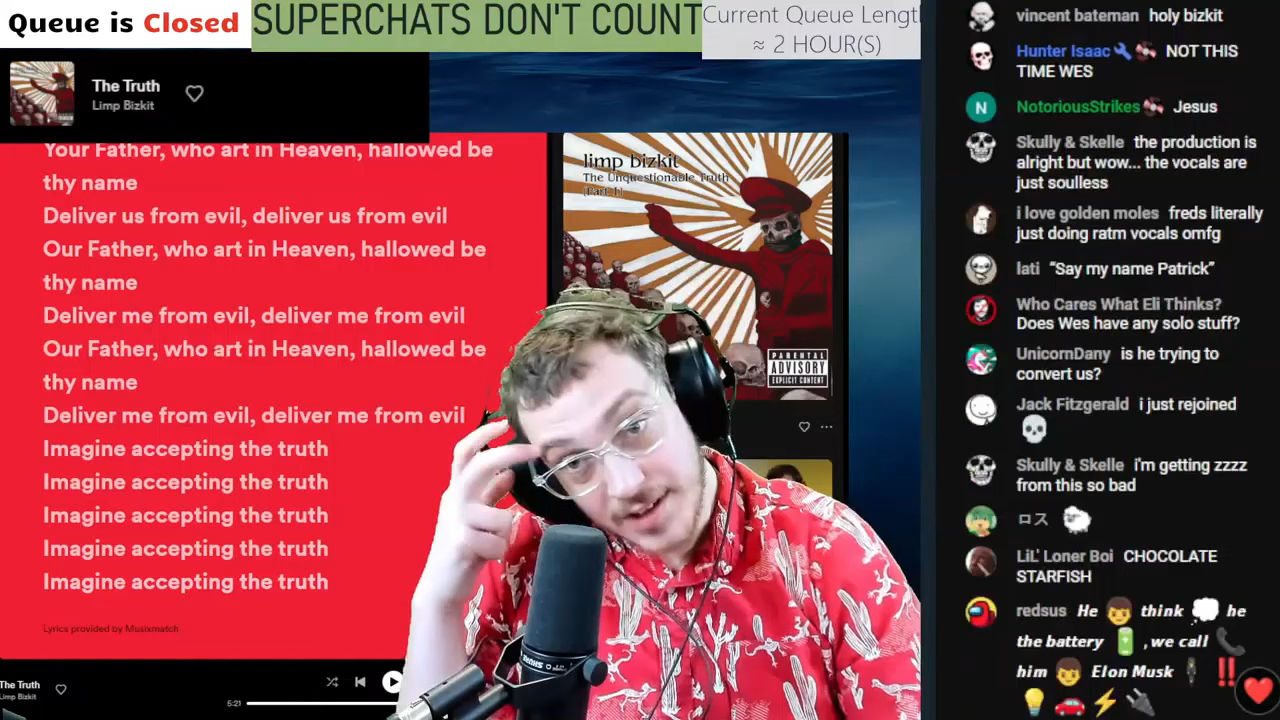 Queue is Closed
SUPERCHATS DON'T COUNT
Current Queue Lengt
≈ 2 HOUR(S)
The Truth
Limp Bizkit
Your Father, who art in Heaven, hallowed be
thy name
Deliver us from evil, deliver us from evil
Our Father, who art in Heaven, hallowed be
thy name
Deliver me from evil, deliver me from evil
Our Father, who art in Heaven, hallowed be
thy name
Deliver me from evil, deliver me from evil
Imagine accepting the truth
Imagine accepting the truth
Imagine accepting the truth
Imagine accepting the truth
Imagine accepting the truth
Lyrics provided by Musixmatch
The Truth
Limp Bizkit
5:21
limp bizkit
The Unquestionable Truth
(Part 1)
PARENTAL
ADVISORY
EXPLICIT CONTENT
SHURE
vincent bateman holy bizkit
Hunter Isaac NOT THIS
TIME WES
N
NotoriousStrikes Jesus
Skully & Skelle the production is
alright but wow... the vocals are
just soulless
i love golden moles freds literally
just doing ratm vocals omfg
lati “Say my name Patrick”
Who Cares What Eli Thinks?
Does Wes have any solo stuff?
UnicornDany is he trying to
convert us?
Jack Fitzgerald i just rejoined
💀
Skully & Skelle i'm getting zzzz
from this so bad
ロス 🐑
LiL' Loner Boi CHOCOLATE
STARFISH
redsus He 👦 think 💭 he
the battery 🔋 ,we call 📞
him 👦 Elon Musk 🕴 ‼️
💡 🚗 ⚡ 🔌